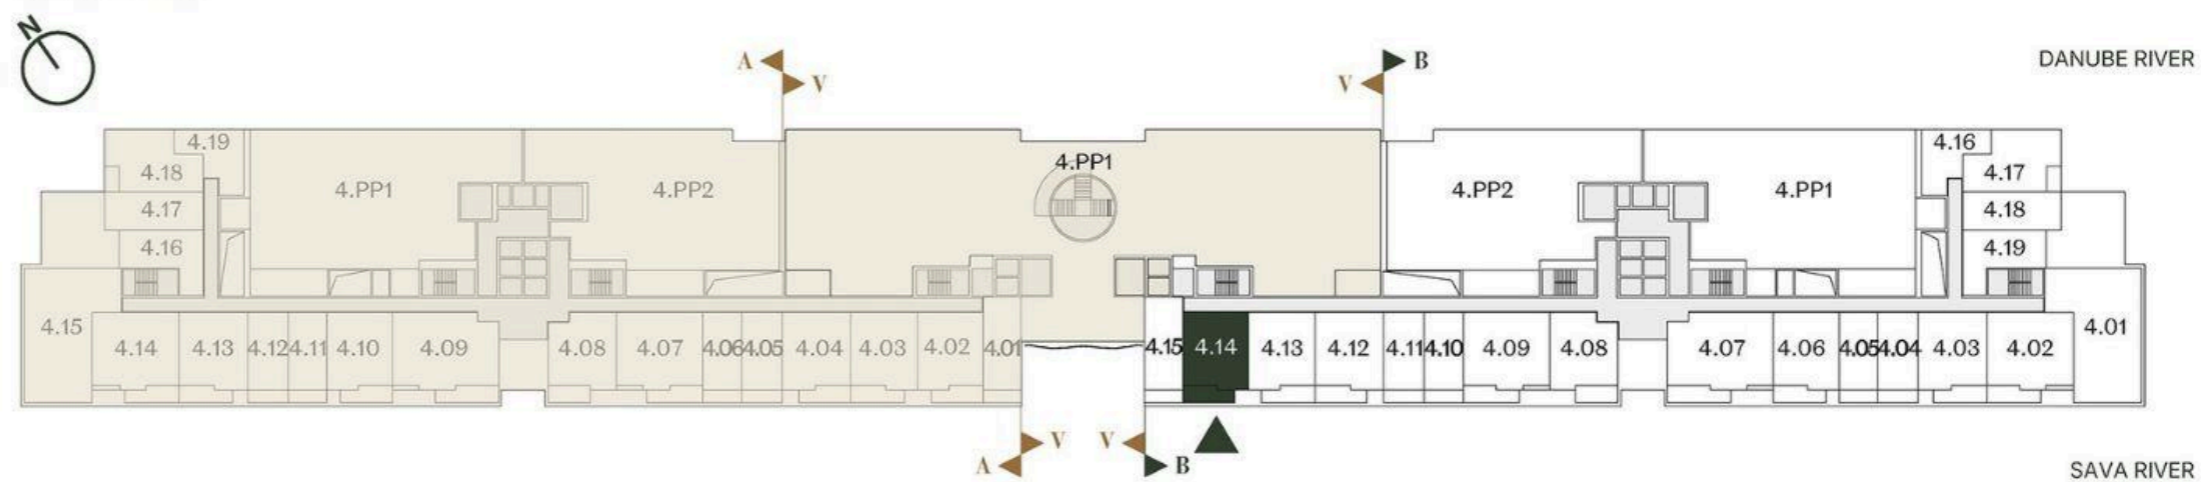 N
A V
V B
DANUBE RIVER
4.19
4.18
4.17
4.16
4.PP1
4.PP2
4.PP1
4.PP2
4.PP1
4.16
4.17
4.18
4.19
4.15
4.14 4.13 4.12 4.11 4.10 4.09 4.08 4.07 4.06 4.05 4.04 4.03 4.02 4.01
4.15 4.14 4.13 4.12 4.11 4.10 4.09 4.08 4.07 4.06 4.05 4.04 4.03 4.02
4.01
V V
A B
SAVA RIVER